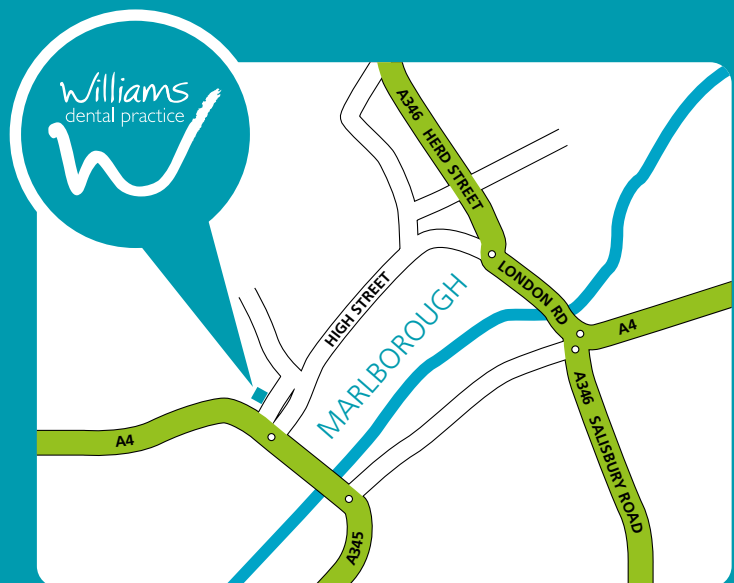 Williams
dental practice
A346 HERD STREET
LONDON RD
HIGH STREET
MARLBOROUGH
A4
A346 SALISBURY ROAD
A4
A345